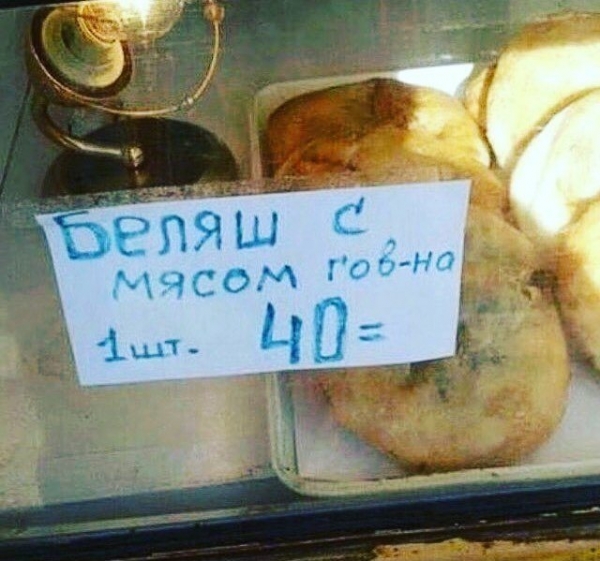 Беляш с
мясом гов-на
1шт. 40=